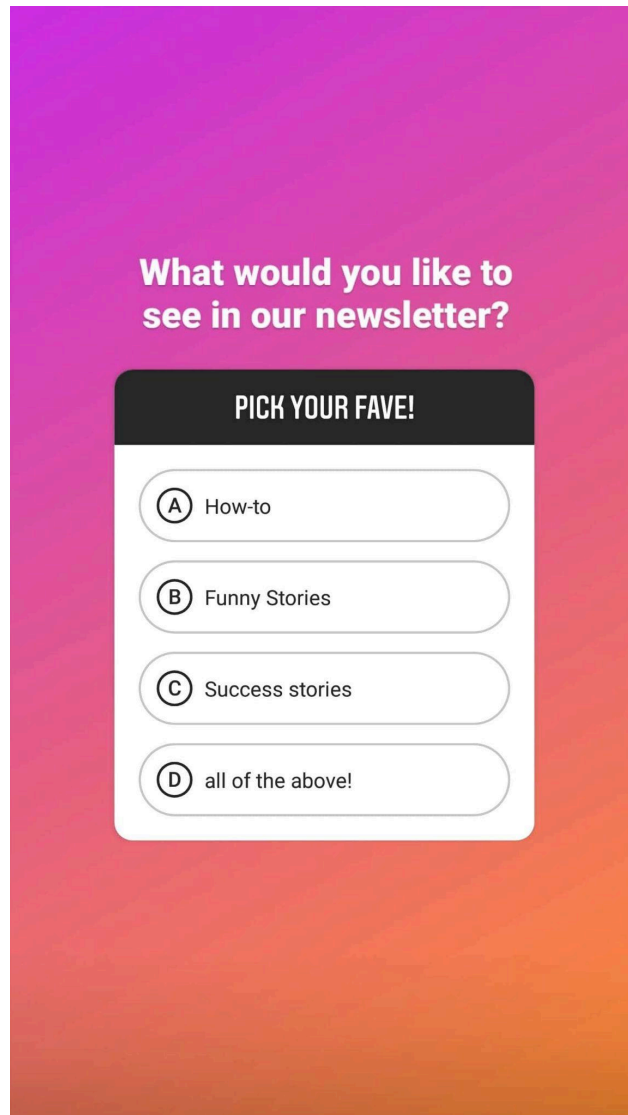 What would you like to
see in our newsletter?
PICK YOUR FAVE!
A How-to
B Funny Stories
C Success stories
D all of the above!